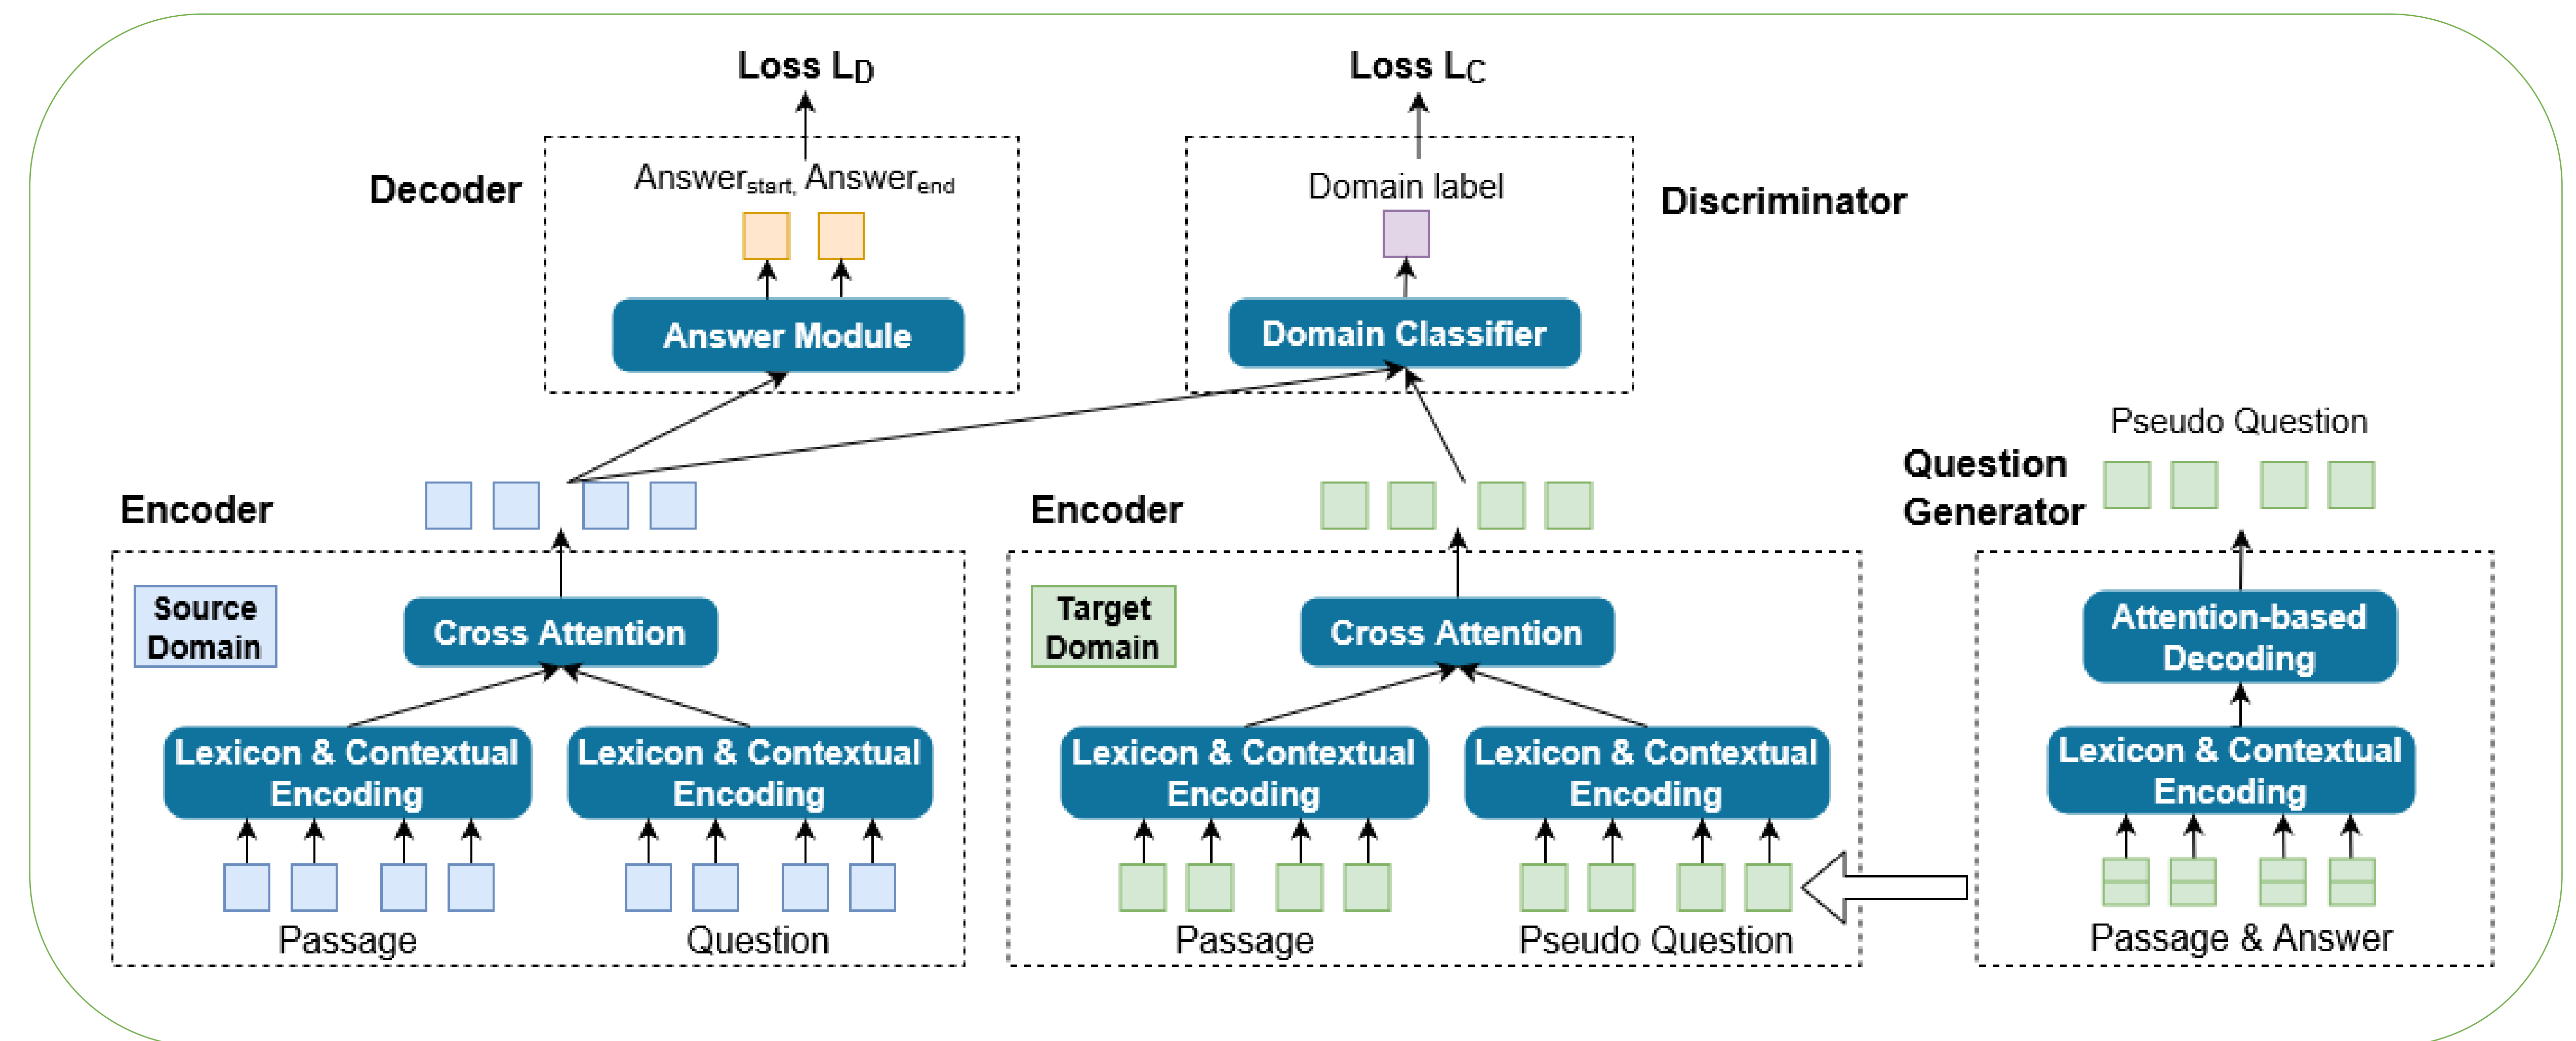 Loss LD
Loss LC
Decoder
Answerstart, Answerend
Domain label
Discriminator
Answer Module
Domain Classifier
Pseudo Question
Question
Generator
Encoder
Encoder
Source
Domain
Cross Attention
Target
Domain
Cross Attention
Attention-based
Decoding
Lexicon & Contextual
Encoding
Lexicon & Contextual
Encoding
Lexicon & Contextual
Encoding
Lexicon & Contextual
Encoding
Lexicon & Contextual
Encoding
Passage
Question
Passage
Pseudo Question
Passage & Answer